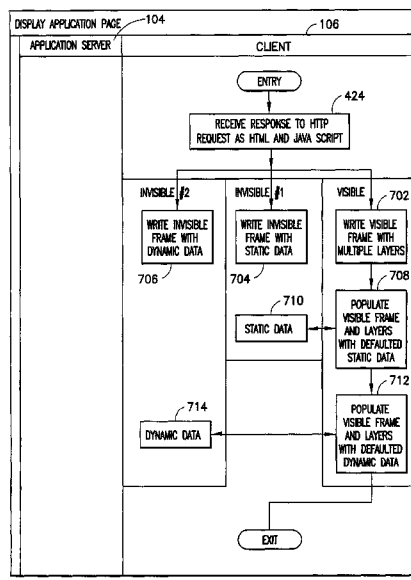 DISPLAY APPLICATION PAGE
104
106
APPLICATION SERVER
CLIENT
ENTRY
424
RECEIVE RESPONSE TO HTTP
REQUEST AS HTML AND JAVA SCRIPT
INVISIBLE #2
INVISIBLE #1
VISIBLE
702
WRITE INVISIBLE
FRAME WITH
DYNAMIC DATA
706
WRITE INVISIBLE
FRAME WITH
STATIC DATA
704
WRITE VISIBLE
FRAME WITH
MULTIPLE LAYERS
708
710
STATIC DATA
POPULATE
VISIBLE FRAME
AND LAYERS
WITH DEFAULTED
STATIC DATA
712
714
DYNAMIC DATA
POPULATE
VISIBLE FRAME
AND LAYERS
WITH DEFAULTED
DYNAMIC DATA
EXIT